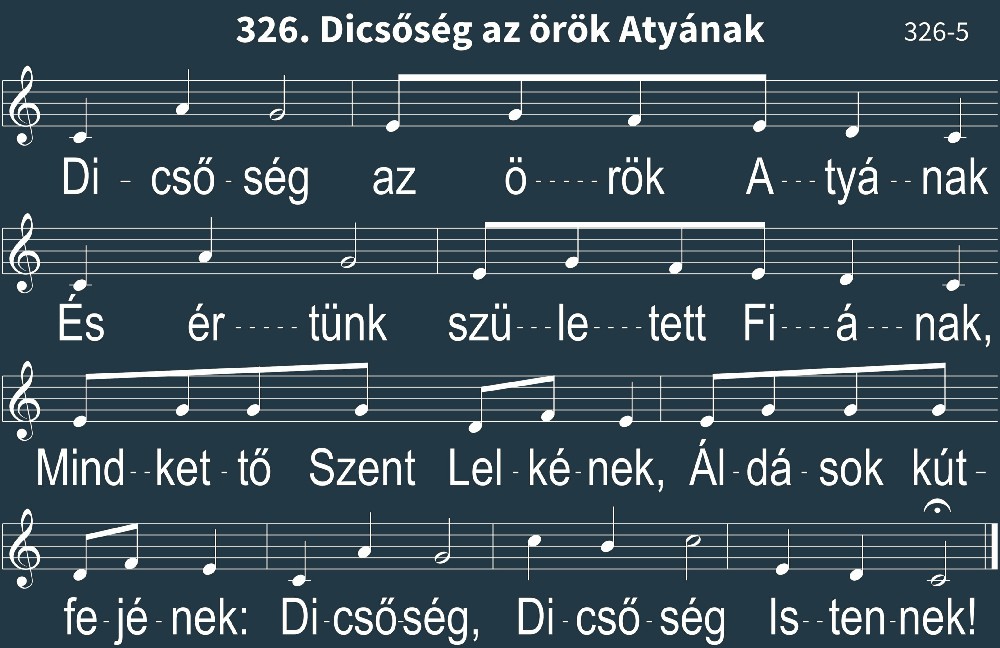 326. Dicsőség az örök Atyának 326-5
Di - cső - ség az ö - - - - - rök A - - - tyá - - nak
És ér - - - - - tünk szü - - - le - - - - tett Fi - - - - á - - - nak,
Mind - - ket - tő Szent Lel - ké - nek, Ál - dá - sok kút -
fe - jé - nek: Di - cső - ség, Di - cső - ség Is - - ten - nek!